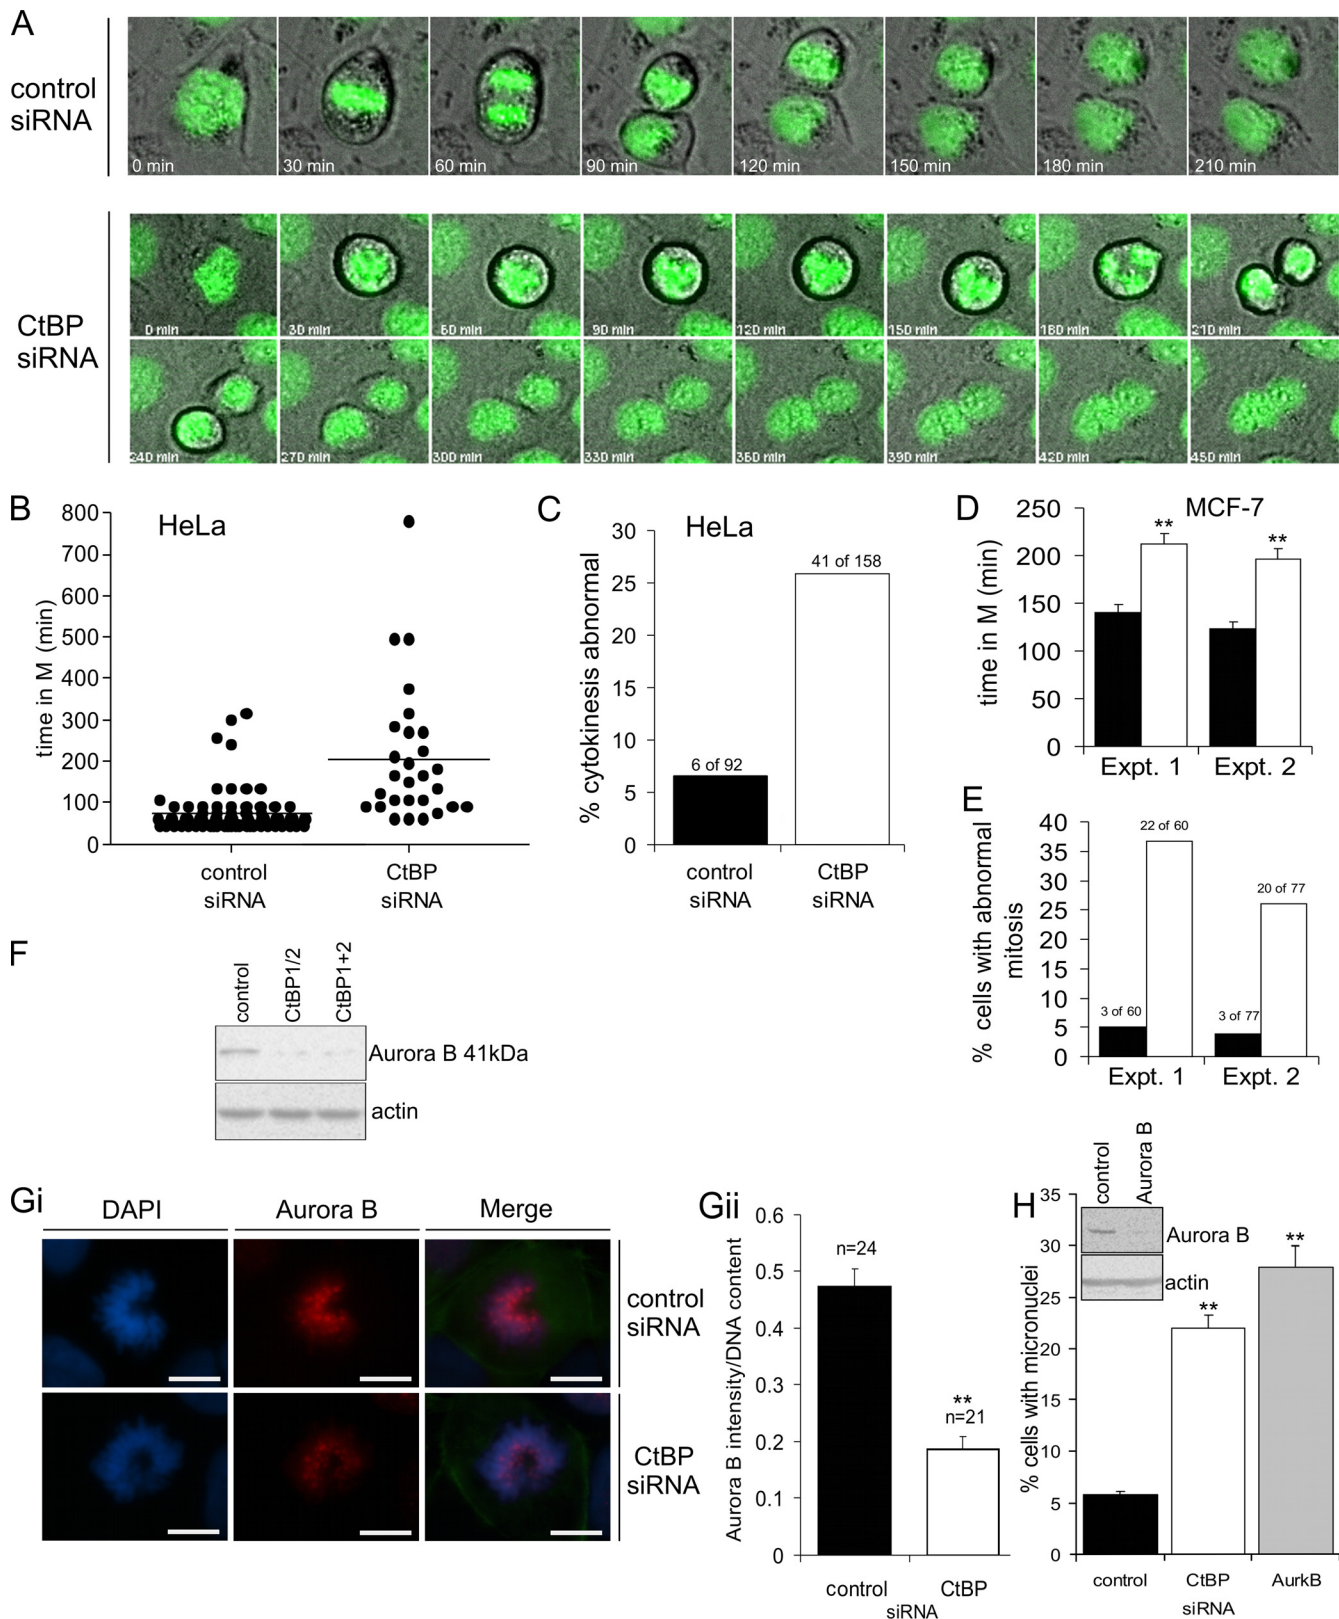 A
control
siRNA
0 min
30 min
60 min
90 min
120 min
150 min
180 min
210 min
CtBP
siRNA
0 min
30 min
60 min
90 min
120 min
150 min
180 min
210 min
240 min
270 min
300 min
330 min
360 min
390 min
420 min
450 min
B
HeLa
time in M (min)
800
700
600
500
400
300
200
100
0
control
siRNA
CtBP
siRNA
C
HeLa
% cytokinesis abnormal
30
25
20
15
10
5
0
6 of 92
41 of 158
control
siRNA
CtBP
siRNA
D
MCF-7
time in M (min)
250
200
150
100
50
0
**
**
Expt. 1
Expt. 2
E
% cells with abnormal
mitosis
40
35
30
25
20
15
10
5
0
3 of 60
22 of 60
3 of 77
20 of 77
Expt. 1
Expt. 2
F
control
CtBP1/2
CtBP1+2
Aurora B 41kDa
actin
Gi
DAPI
Aurora B
Merge
control
siRNA
CtBP
siRNA
Gii
Aurora B intensity/DNA content
0.6
0.5
0.4
0.3
0.2
0.1
0
n=24
**
n=21
control
CtBP
siRNA
H
control
Aurora B
Aurora B
actin
% cells with micronuclei
35
30
25
20
15
10
5
0
**
**
control
CtBP
siRNA
AurkB